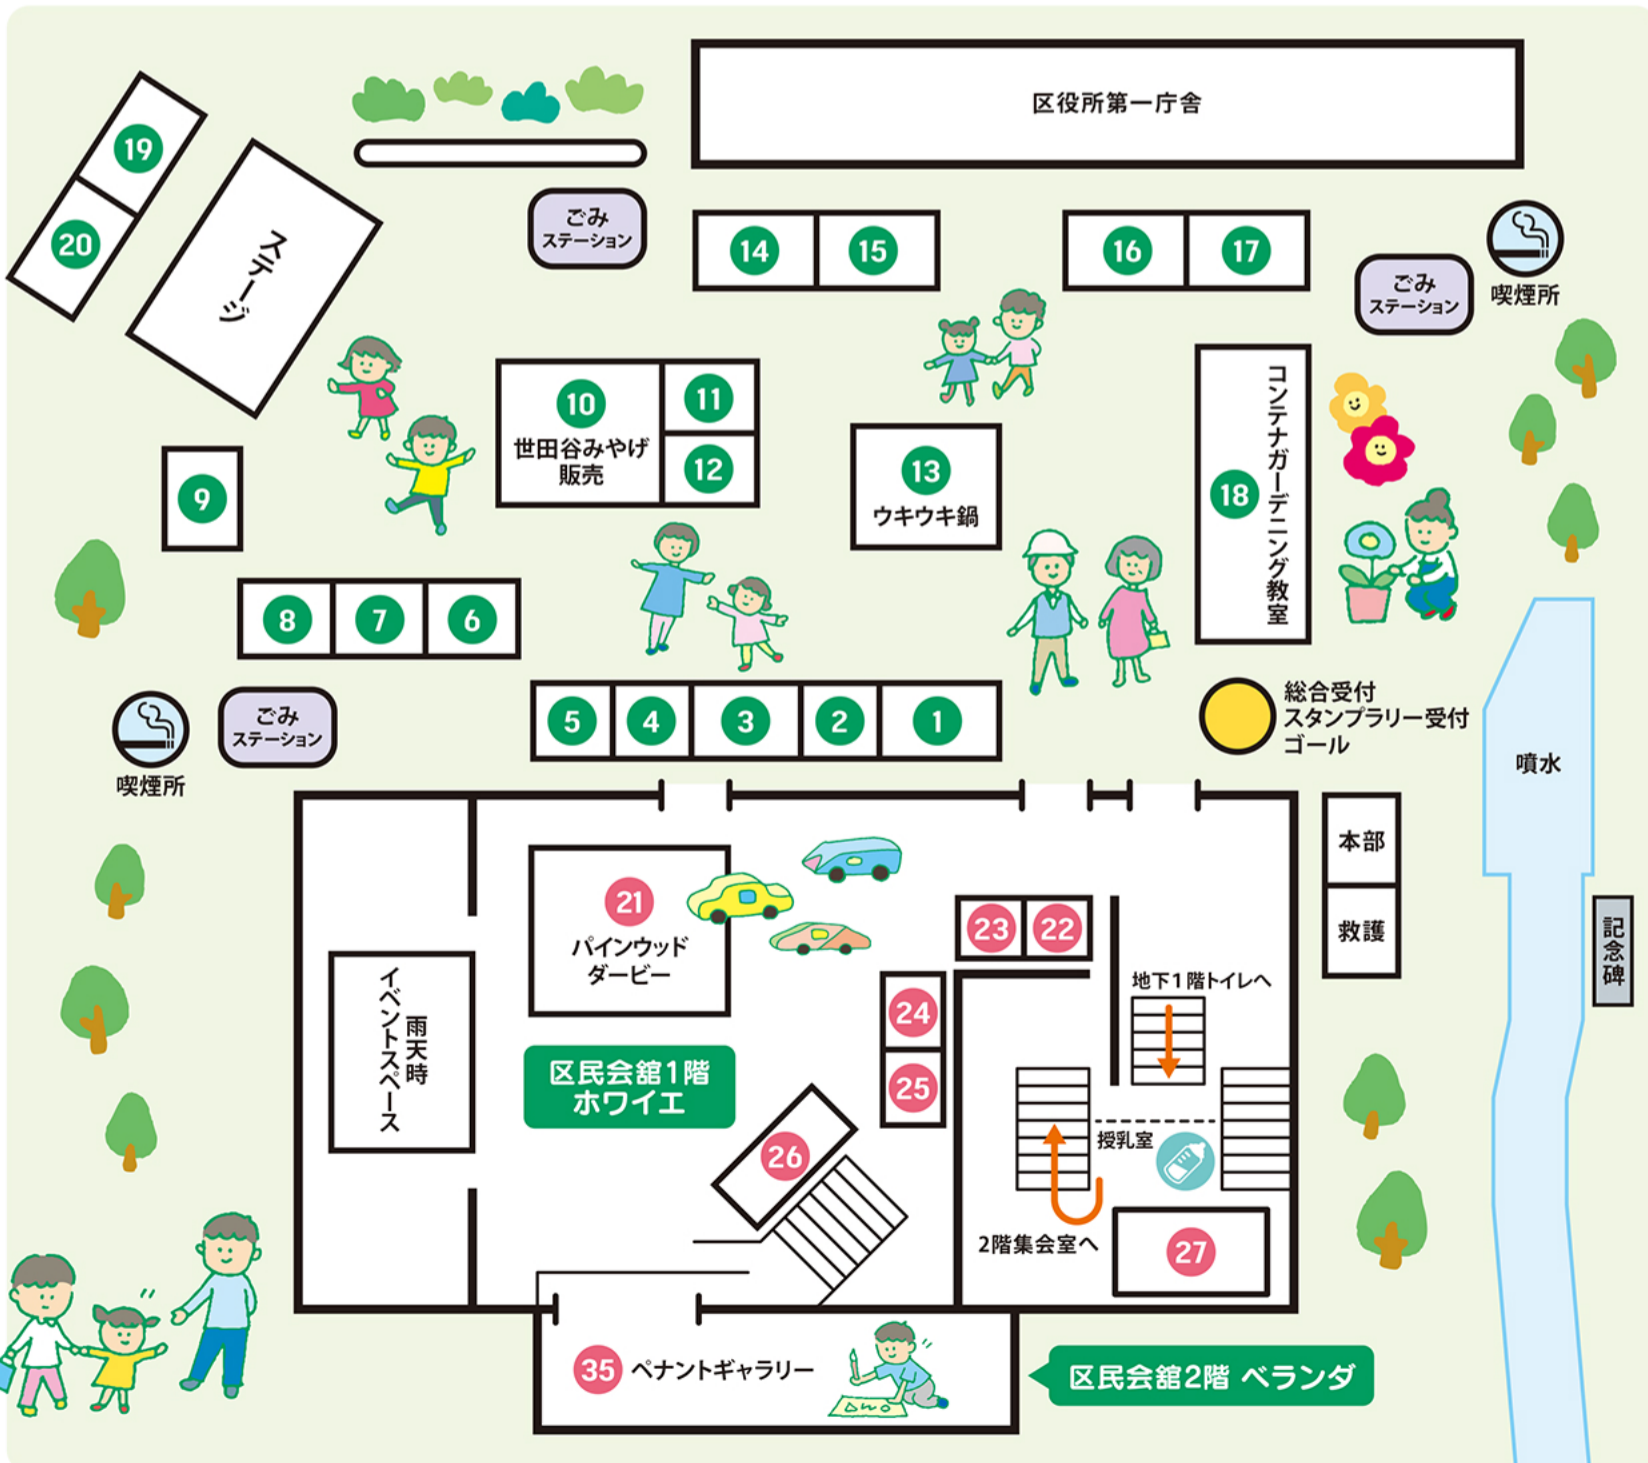 区役所第一庁舎
19
20
ステージ
ごみ
ステーション
14
15
16
17
ごみ
ステーション
喫煙所
10
世田谷みやげ
販売
11
12
13
ウキウキ鍋
18
コンテナガーデニング教室
9
8
7
6
5
4
3
2
1
総合受付
スタンプラリー受付
ゴール
喫煙所
ごみ
ステーション
噴水
本部
救護
記念碑
21
パインウッド
ダービー
23
22
24
25
地下1階トイレへ
雨天時
イベントスペース
区民会舘1階
ホワイエ
26
授乳室
2階集会室へ
27
35
ペナントギャラリー
区民会舘2階 ベランダ